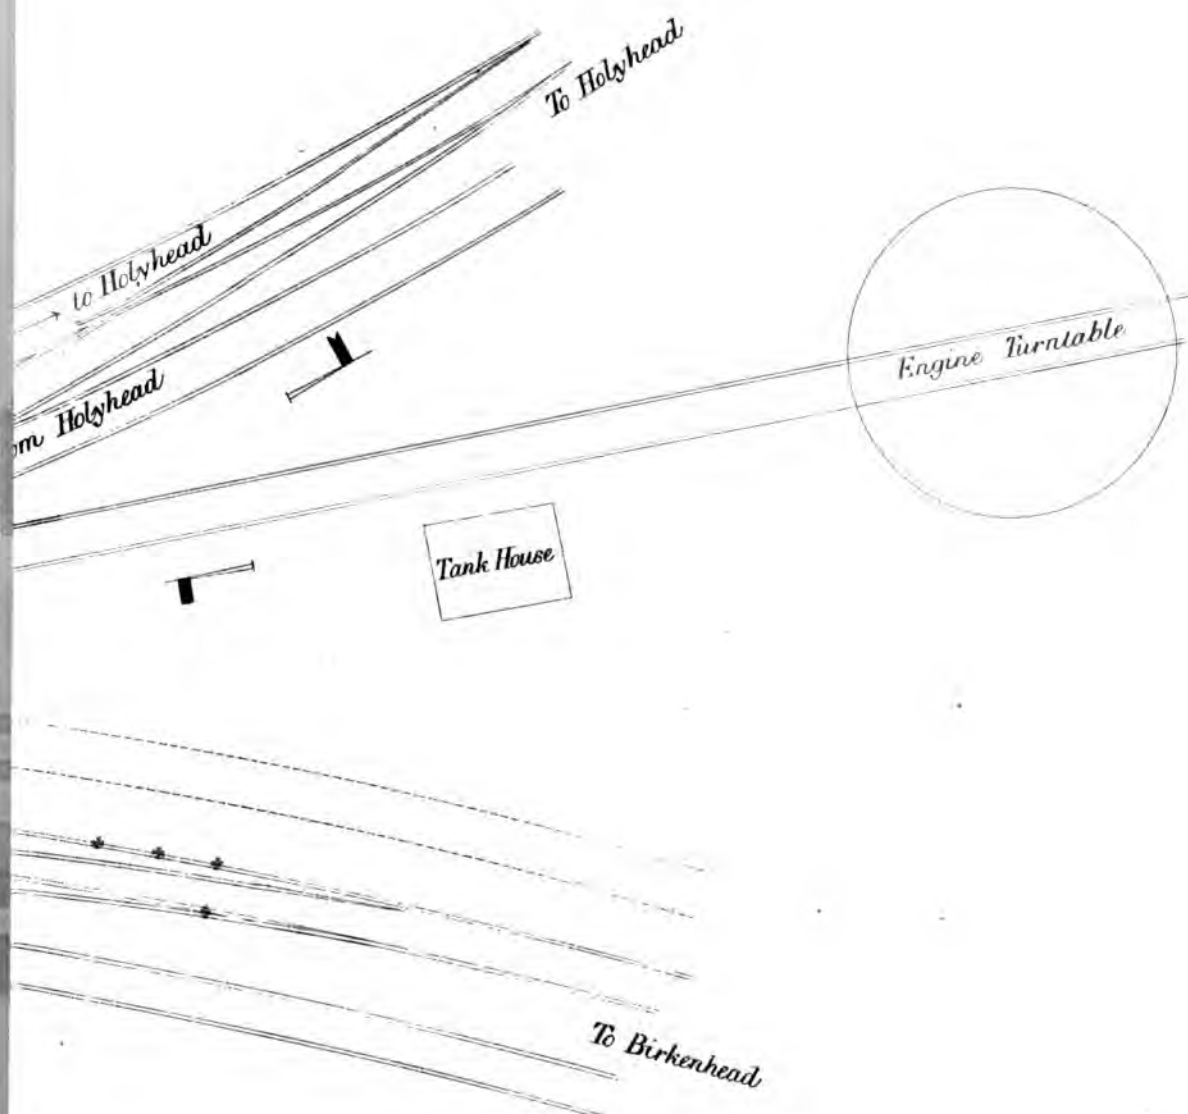 To Holyhead
to Holyhead
om Holyhead
Engine Turntable
Tank House
To Birkenhead